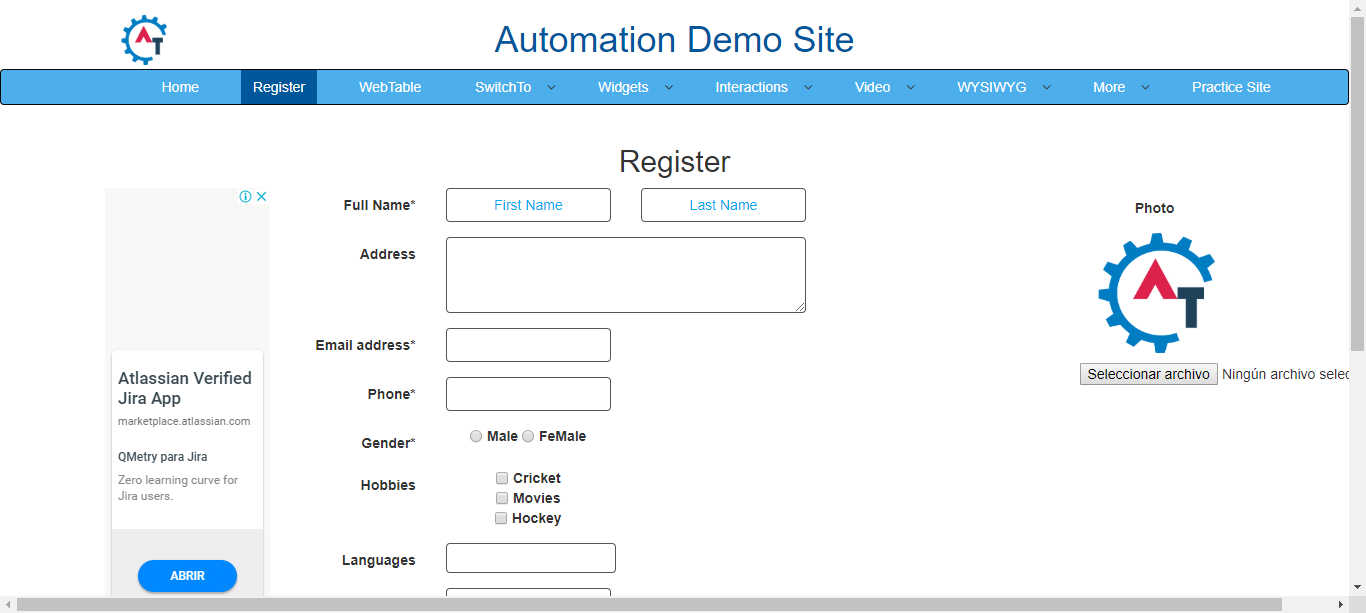 AT
Automation Demo Site
Home Register WebTable SwitchTo Widgets Interactions Video WYSIWYG More Practice Site
Register
Full Name* First Name Last Name
Photo
Address
AT
Email address*
Seleccionar archivo Ningún archivo selec
Phone*
Gender* Male FeMale
Hobbies Cricket
Movies
Hockey
Languages
Atlassian Verified
Jira App
marketplace.atlassian.com
QMetry para Jira
Zero learning curve for
Jira users.
ABRIR